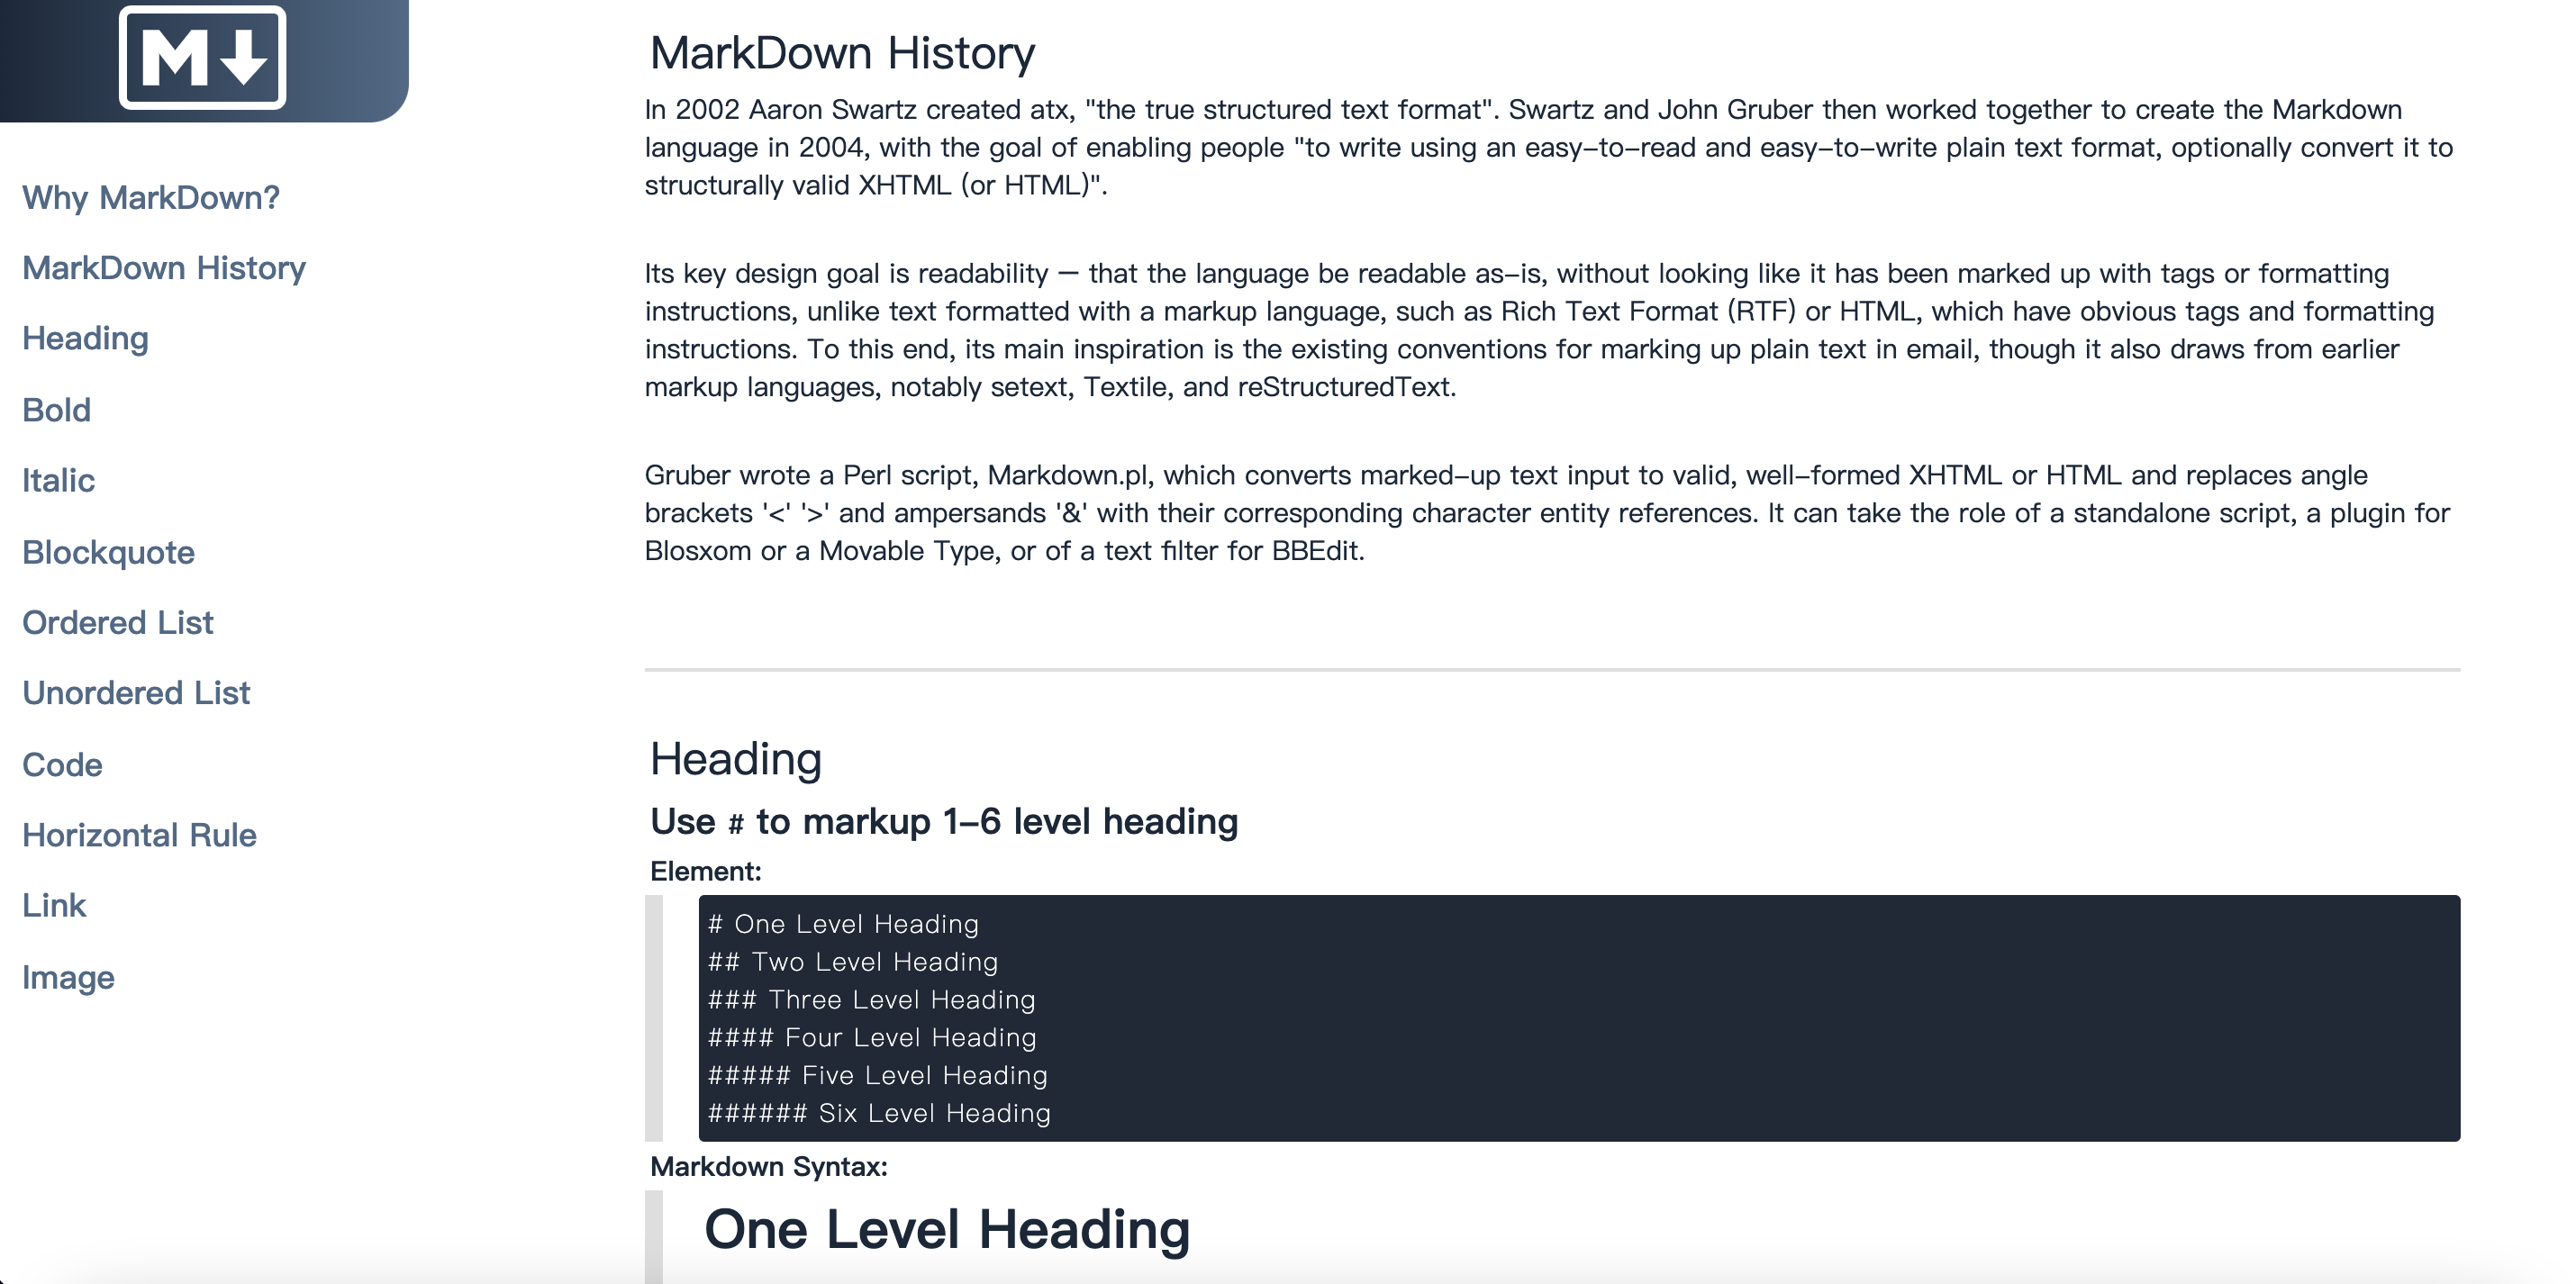 M
Why MarkDown?
MarkDown History
Heading
Bold
Italic
Blockquote
Ordered List
Unordered List
Code
Horizontal Rule
Link
Image
MarkDown History
In 2002 Aaron Swartz created atx, "the true structured text format". Swartz and John Gruber then worked together to create the Markdown
language in 2004, with the goal of enabling people "to write using an easy-to-read and easy-to-write plain text format, optionally convert it to
structurally valid XHTML (or HTML)".
Its key design goal is readability — that the language be readable as-is, without looking like it has been marked up with tags or formatting
instructions, unlike text formatted with a markup language, such as Rich Text Format (RTF) or HTML, which have obvious tags and formatting
instructions. To this end, its main inspiration is the existing conventions for marking up plain text in email, though it also draws from earlier
markup languages, notably setext, Textile, and reStructuredText.
Gruber wrote a Perl script, Markdown.pl, which converts marked-up text input to valid, well-formed XHTML or HTML and replaces angle
brackets '<' '>' and ampersands '&' with their corresponding character entity references. It can take the role of a standalone script, a plugin for
Blosxom or a Movable Type, or of a text filter for BBEdit.
Heading
Use # to markup 1-6 level heading
Element:
# One Level Heading
## Two Level Heading
### Three Level Heading
#### Four Level Heading
##### Five Level Heading
###### Six Level Heading
Markdown Syntax:
One Level Heading